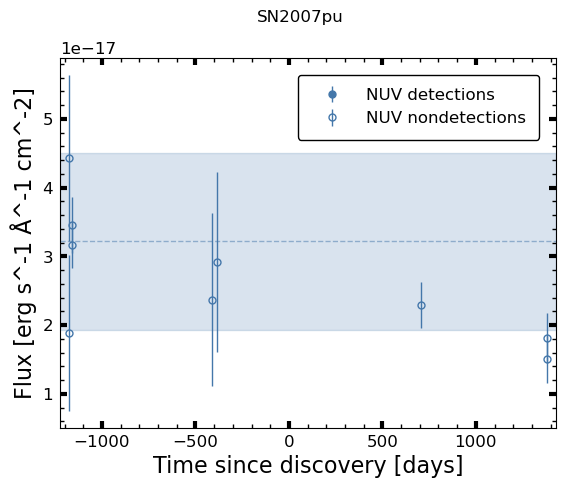 SN2007pu
1e−17
NUV detections
NUV nondetections
5
4
3
2
1
Flux [erg s^-1 Å^-1 cm^-2]
−1000 −500 0 500 1000
Time since discovery [days]